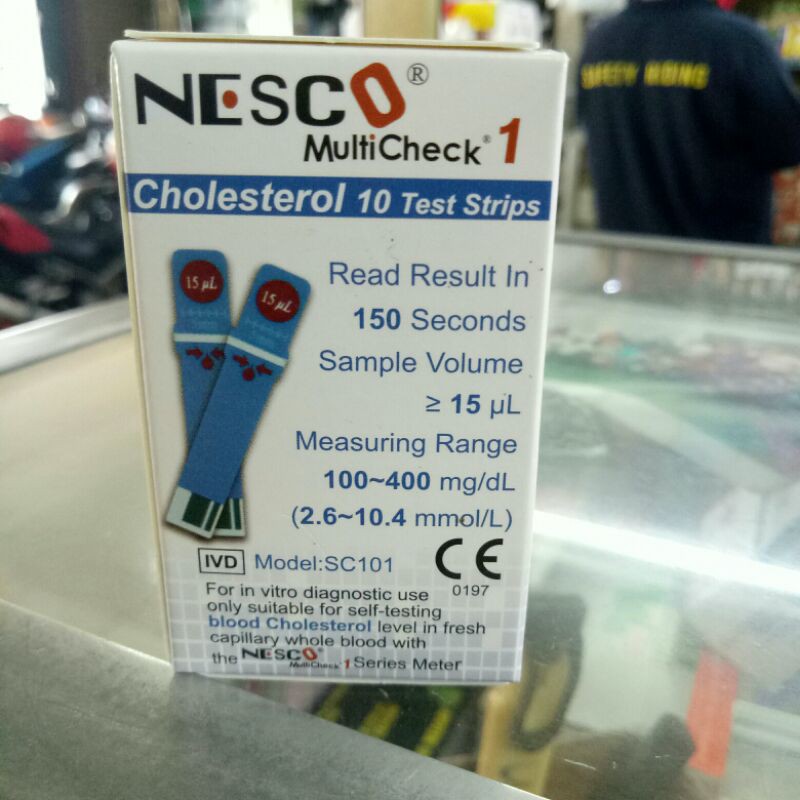 NESCO®
MultiCheck® 1
Cholesterol 10 Test Strips
15 µL
15 µL
Read Result In
150 Seconds
Sample Volume
≥ 15 µL
Measuring Range
100~400 mg/dL
(2.6~10.4 mmol/L)
IVD Model:SC101
CE
0197
For in vitro diagnostic use
only suitable for self-testing
blood Cholesterol level in fresh
capillary whole blood with
the NESCO® MultiCheck® 1 Series Meter